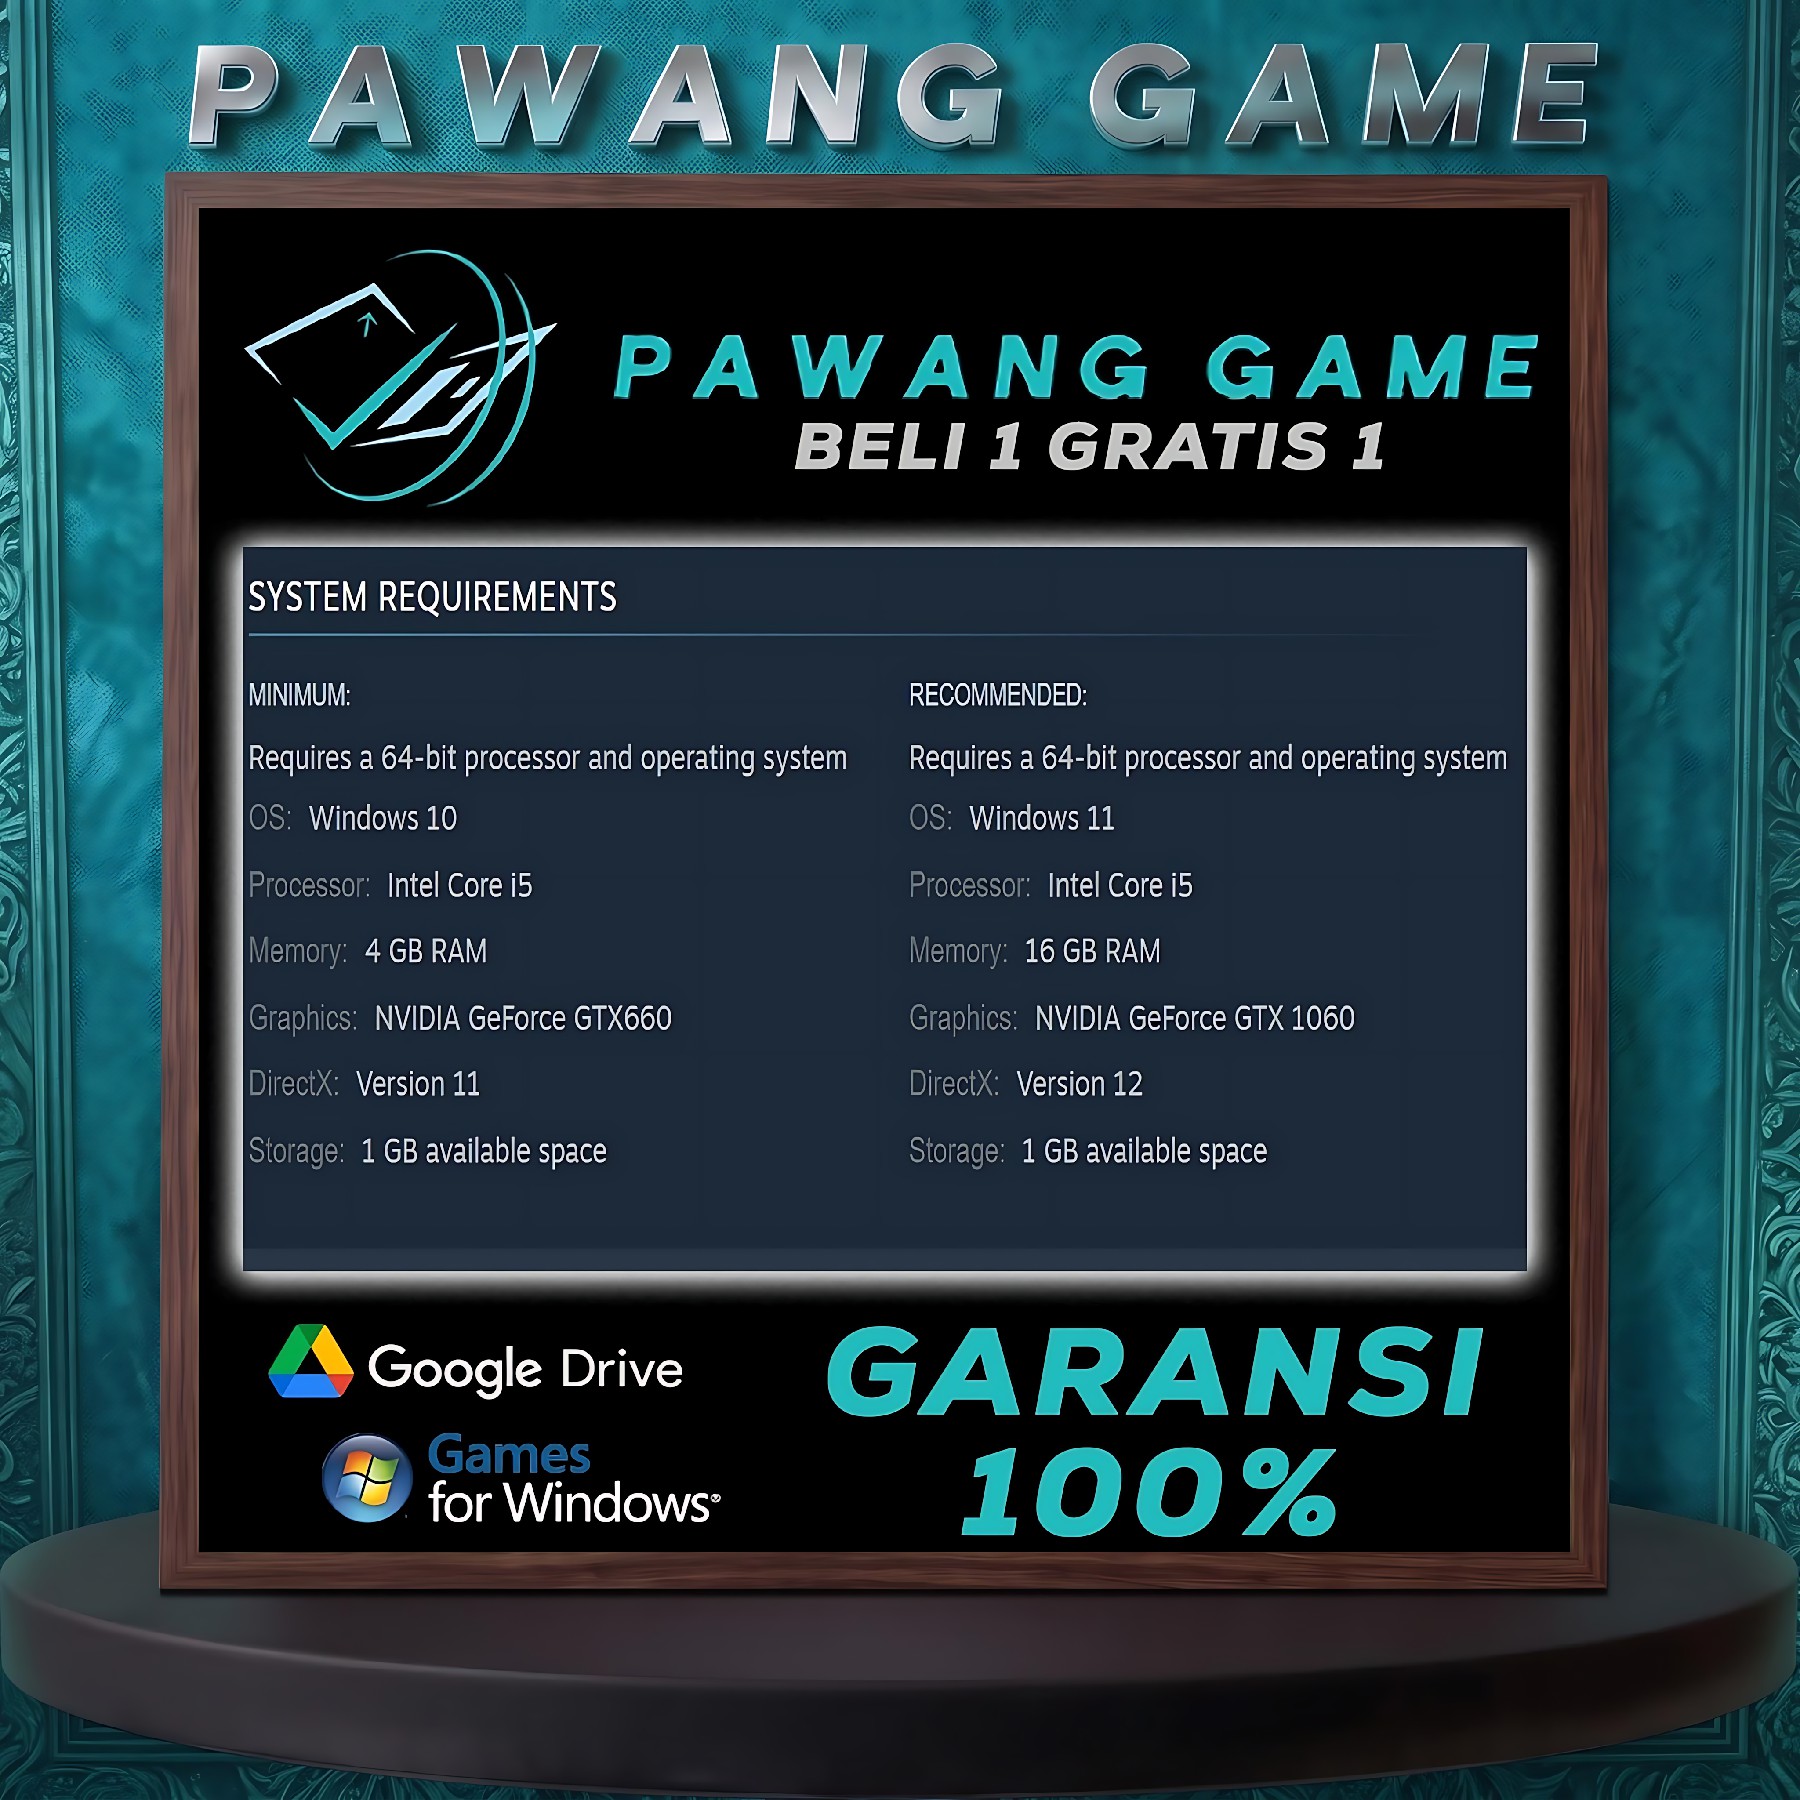 PAWANG GAME
PAWANG GAME
BELI 1 GRATIS 1
SYSTEM REQUIREMENTS
MINIMUM:
Requires a 64-bit processor and operating system
OS: Windows 10
Processor: Intel Core i5
Memory: 4 GB RAM
Graphics: NVIDIA GeForce GTX660
DirectX: Version 11
Storage: 1 GB available space
RECOMMENDED:
Requires a 64-bit processor and operating system
OS: Windows 11
Processor: Intel Core i5
Memory: 16 GB RAM
Graphics: NVIDIA GeForce GTX 1060
DirectX: Version 12
Storage: 1 GB available space
Google Drive
Games
for Windows®
GARANSI
100%